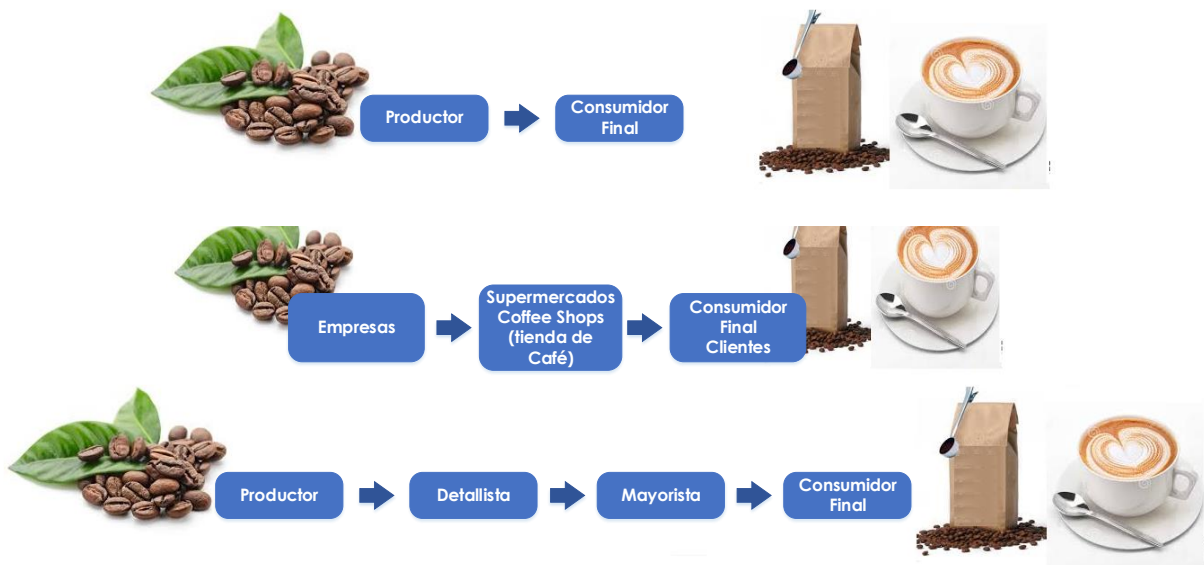 Productor
Consumidor
Final
Empresas
Supermercados
Coffee Shops
(tienda de
Café)
Consumidor
Final
Clientes
Productor
Detallista
Mayorista
Consumidor
Final